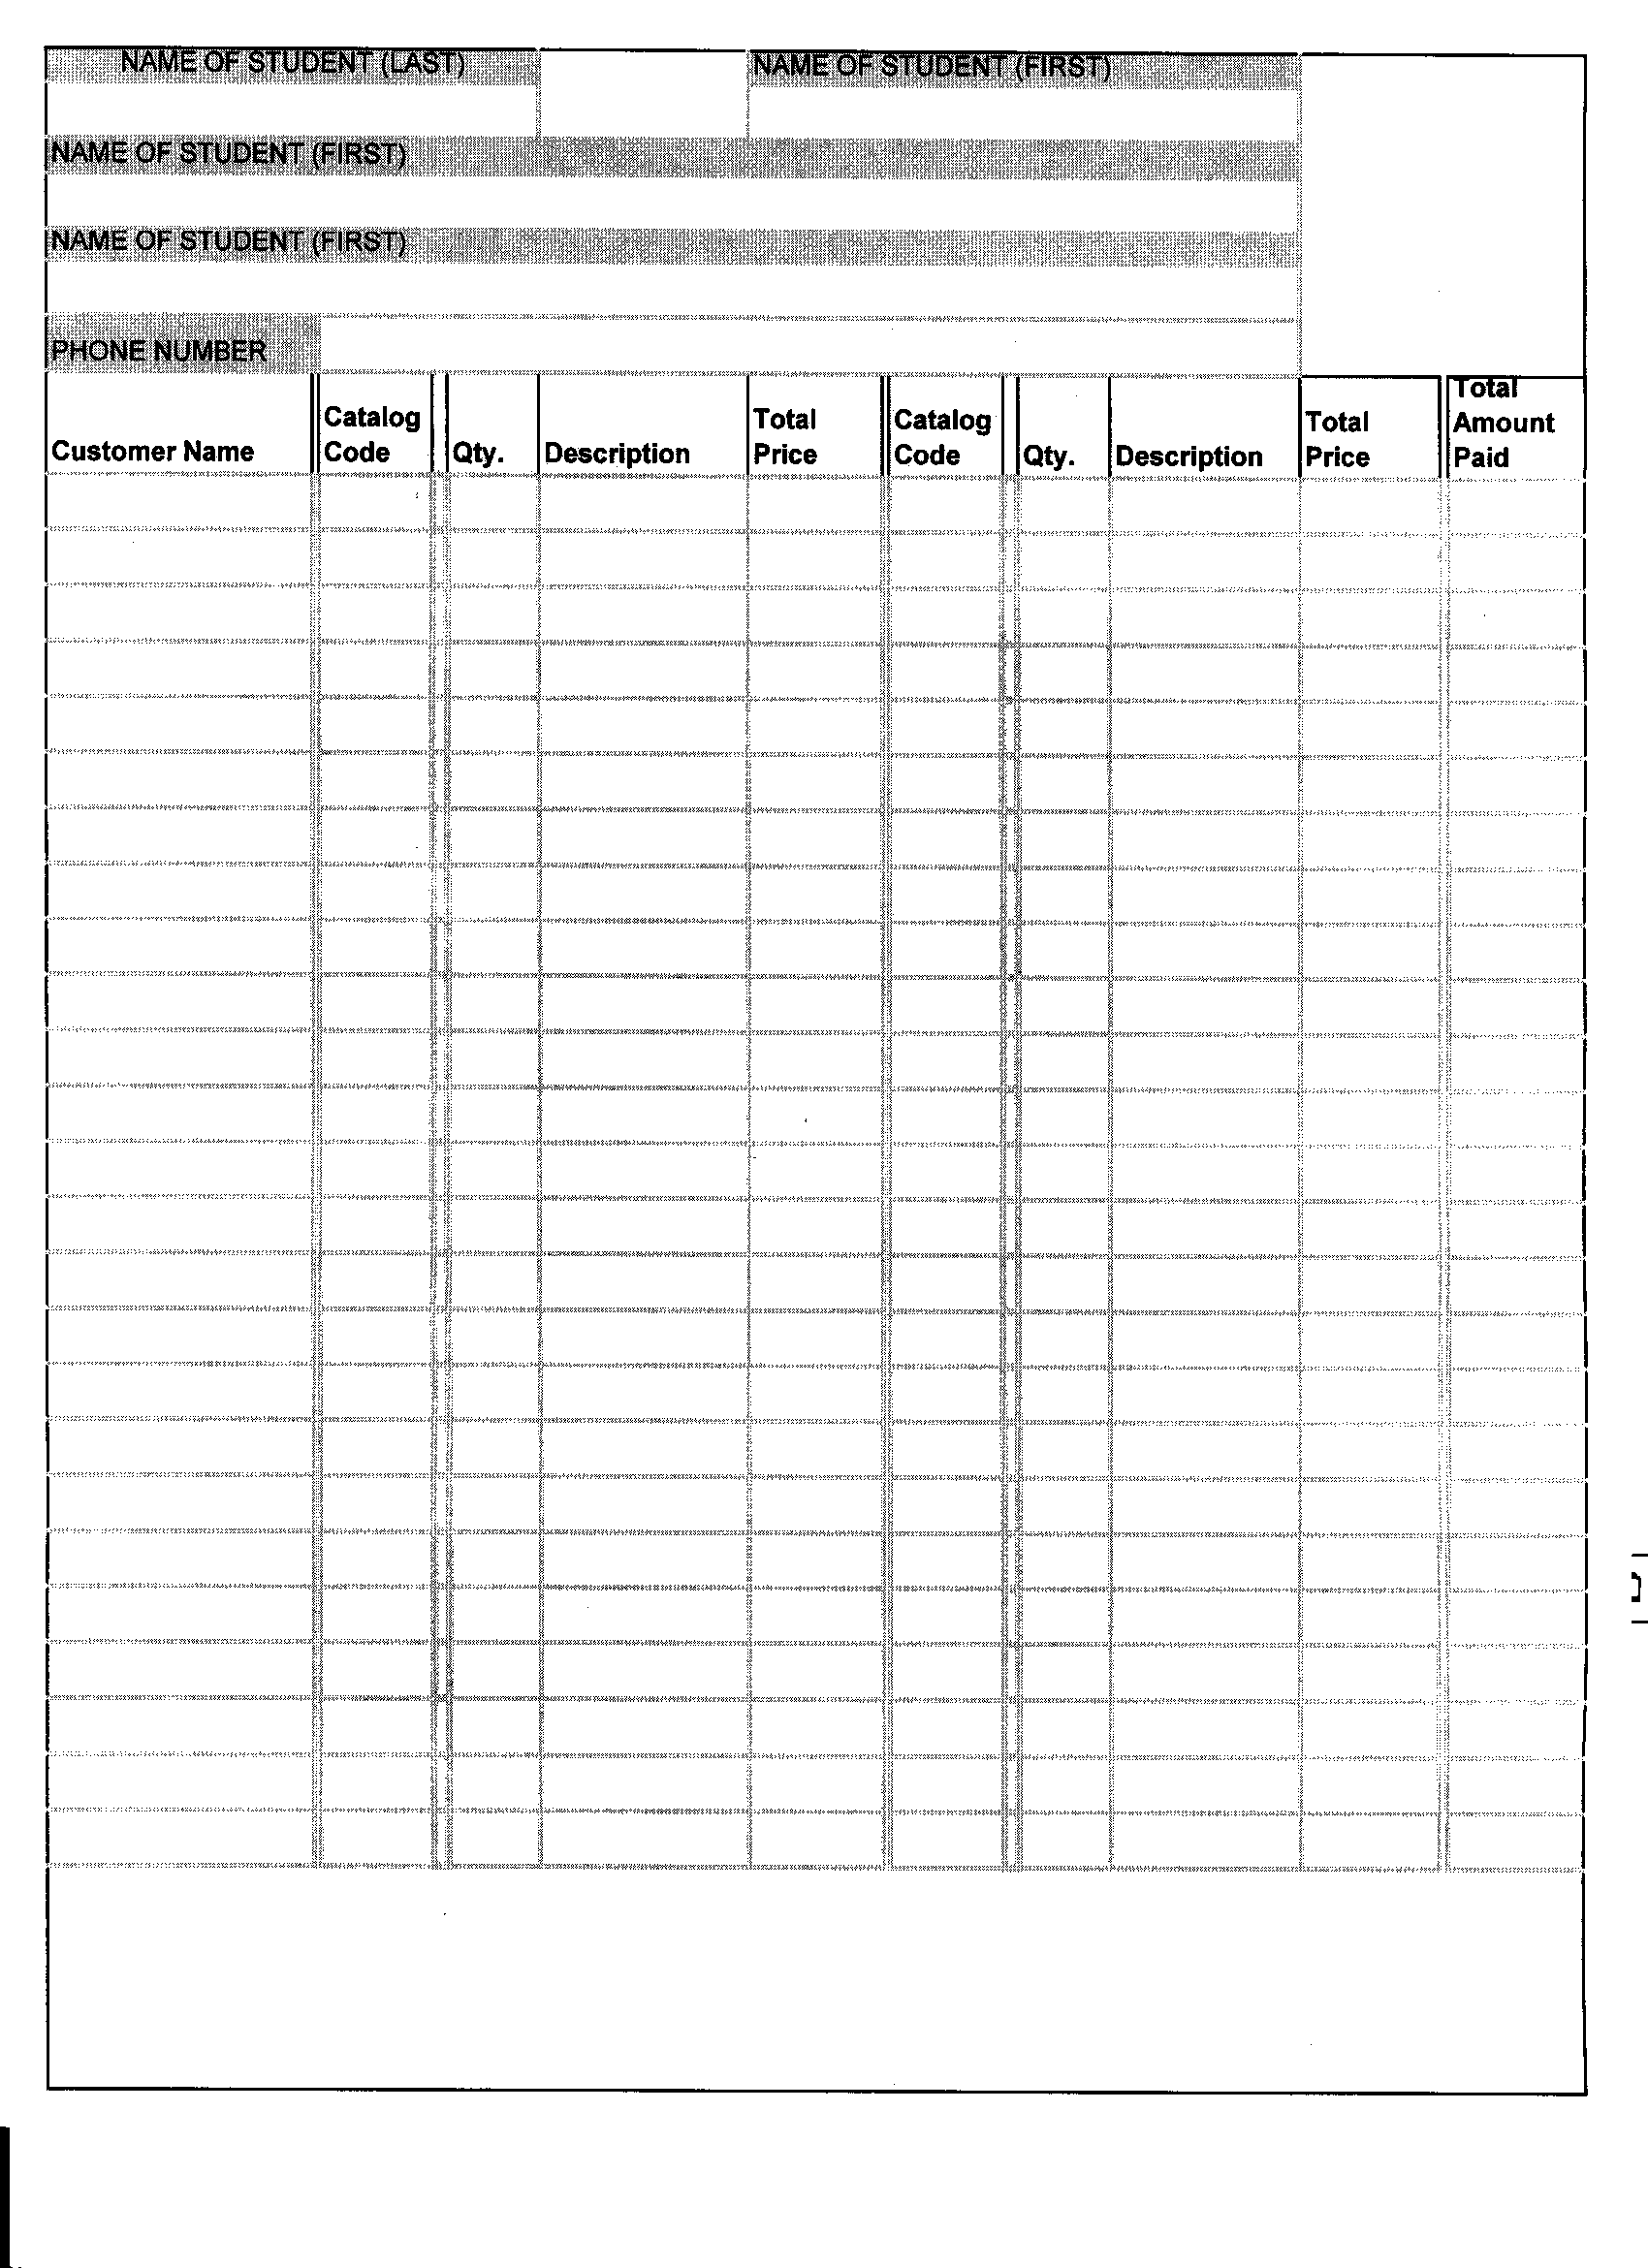 NAME OF STUDENT (LAST) NAME OF STUDENT (FIRST)
NAME OF STUDENT (FIRST)
NAME OF STUDENT (FIRST)
PHONE NUMBER
Customer Name
Catalog
Code
Qty.
Description
Total
Price
Catalog
Code
Qty.
Description
Total
Price
Total
Amount
Paid